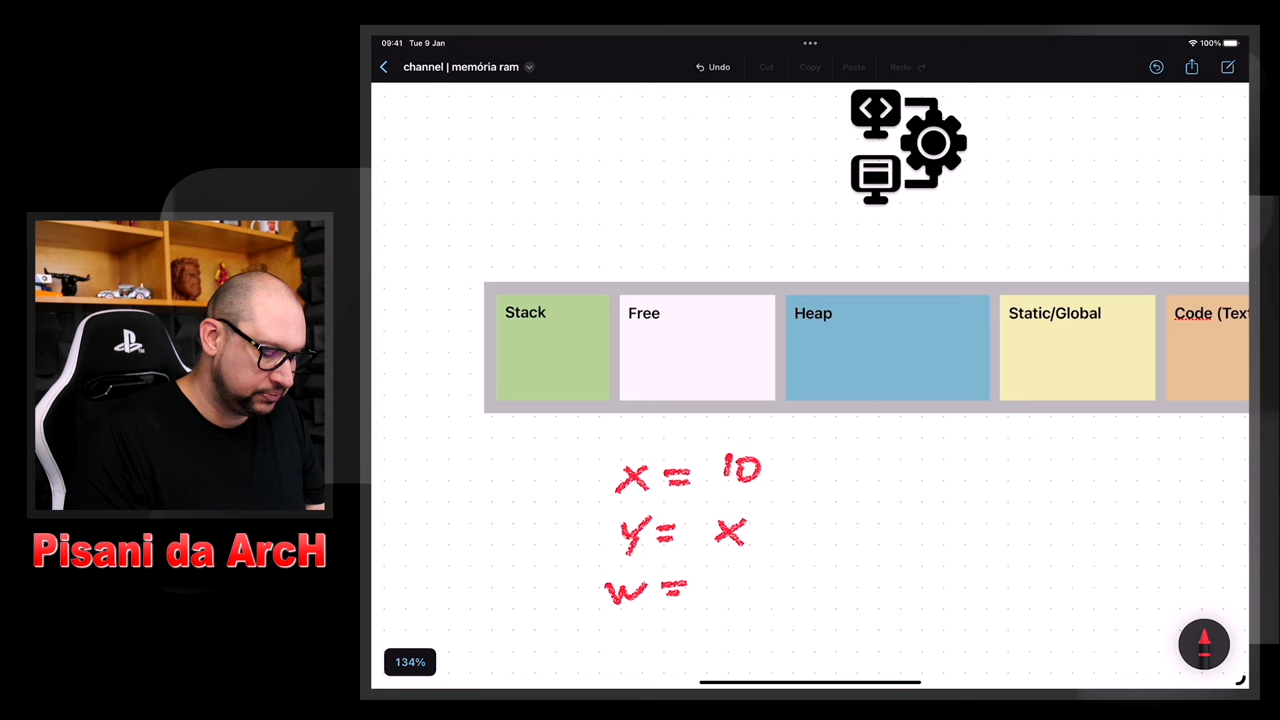 09:41 Tue 9 Jan
100%
channel | memória ram
Undo Cut Copy Paste Redo
Stack Free Heap Static/Global Code (Text
x = 10
y = x
w =
Pisani da ArcH
134%